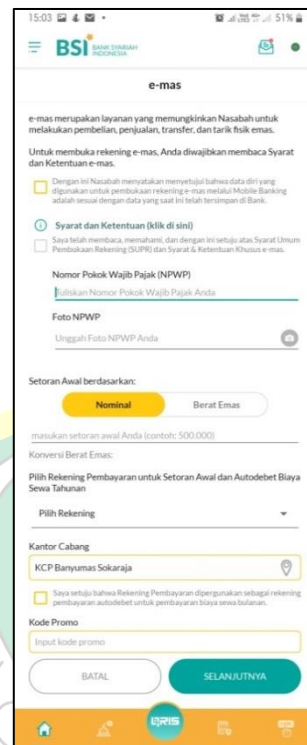 15:03
51%
BSI BANK SYARIAH
INDONESIA
e-mas
e-mas merupakan layanan yang memungkinkan Nasabah untuk
melakukan pembelian, penjualan, transfer, dan tarik fisik emas.
Untuk membuka rekening e-mas, Anda diwajibkan membaca Syarat
dan Ketentuan e-mas.
Dengan ini Nasabah menyatakan menyetujui bahwa data diri yang
digunakan untuk pembukaan rekening e-mas melalui Mobile Banking
adalah sesuai dengan data yang saat ini telah tersimpan di Bank.
Syarat dan Ketentuan (klik di sini)
Saya telah membaca, memahami, dan dengan ini setuju atas Syarat Umum
Pembukaan Rekening (SUPR) dan Syarat & Ketentuan Khusus e-mas.
Nomor Pokok Wajib Pajak (NPWP)
Tuliskan Nomor Pokok Wajib Pajak Anda
Foto NPWP
Unggah Foto NPWP Anda
Setoran Awal berdasarkan:
Nominal
Berat Emas
masukan setoran awal Anda (contoh: 500.000)
Konversi Berat Emas:
Pilih Rekening Pembayaran untuk Setoran Awal dan Autodebet Biaya
Sewa Tahunan
Pilih Rekening
Kantor Cabang
KCP Banyumas Sokaraja
Saya setuju bahwa Rekening Pembayaran dipergunakan sebagai rekening
pembayaran autodebet untuk pembayaran biaya sewa bulanan.
Kode Promo
Input kode promo
BATAL
SELANJUTNYA
QRIS